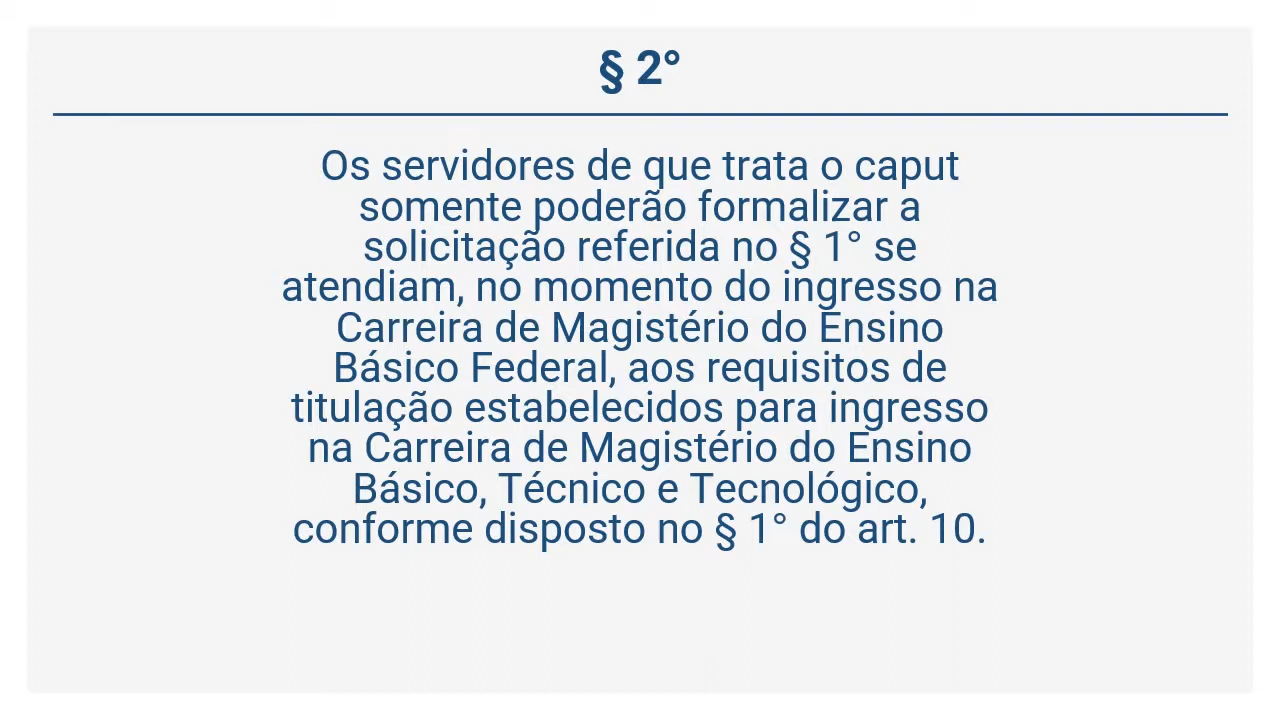 § 2°
Os servidores de que trata o caput
somente poderão formalizar a
solicitação referida no § 1° se
atendiam, no momento do ingresso na
Carreira de Magistério do Ensino
Básico Federal, aos requisitos de
titulação estabelecidos para ingresso
na Carreira de Magistério do Ensino
Básico, Técnico e Tecnológico,
conforme disposto no § 1° do art. 10.